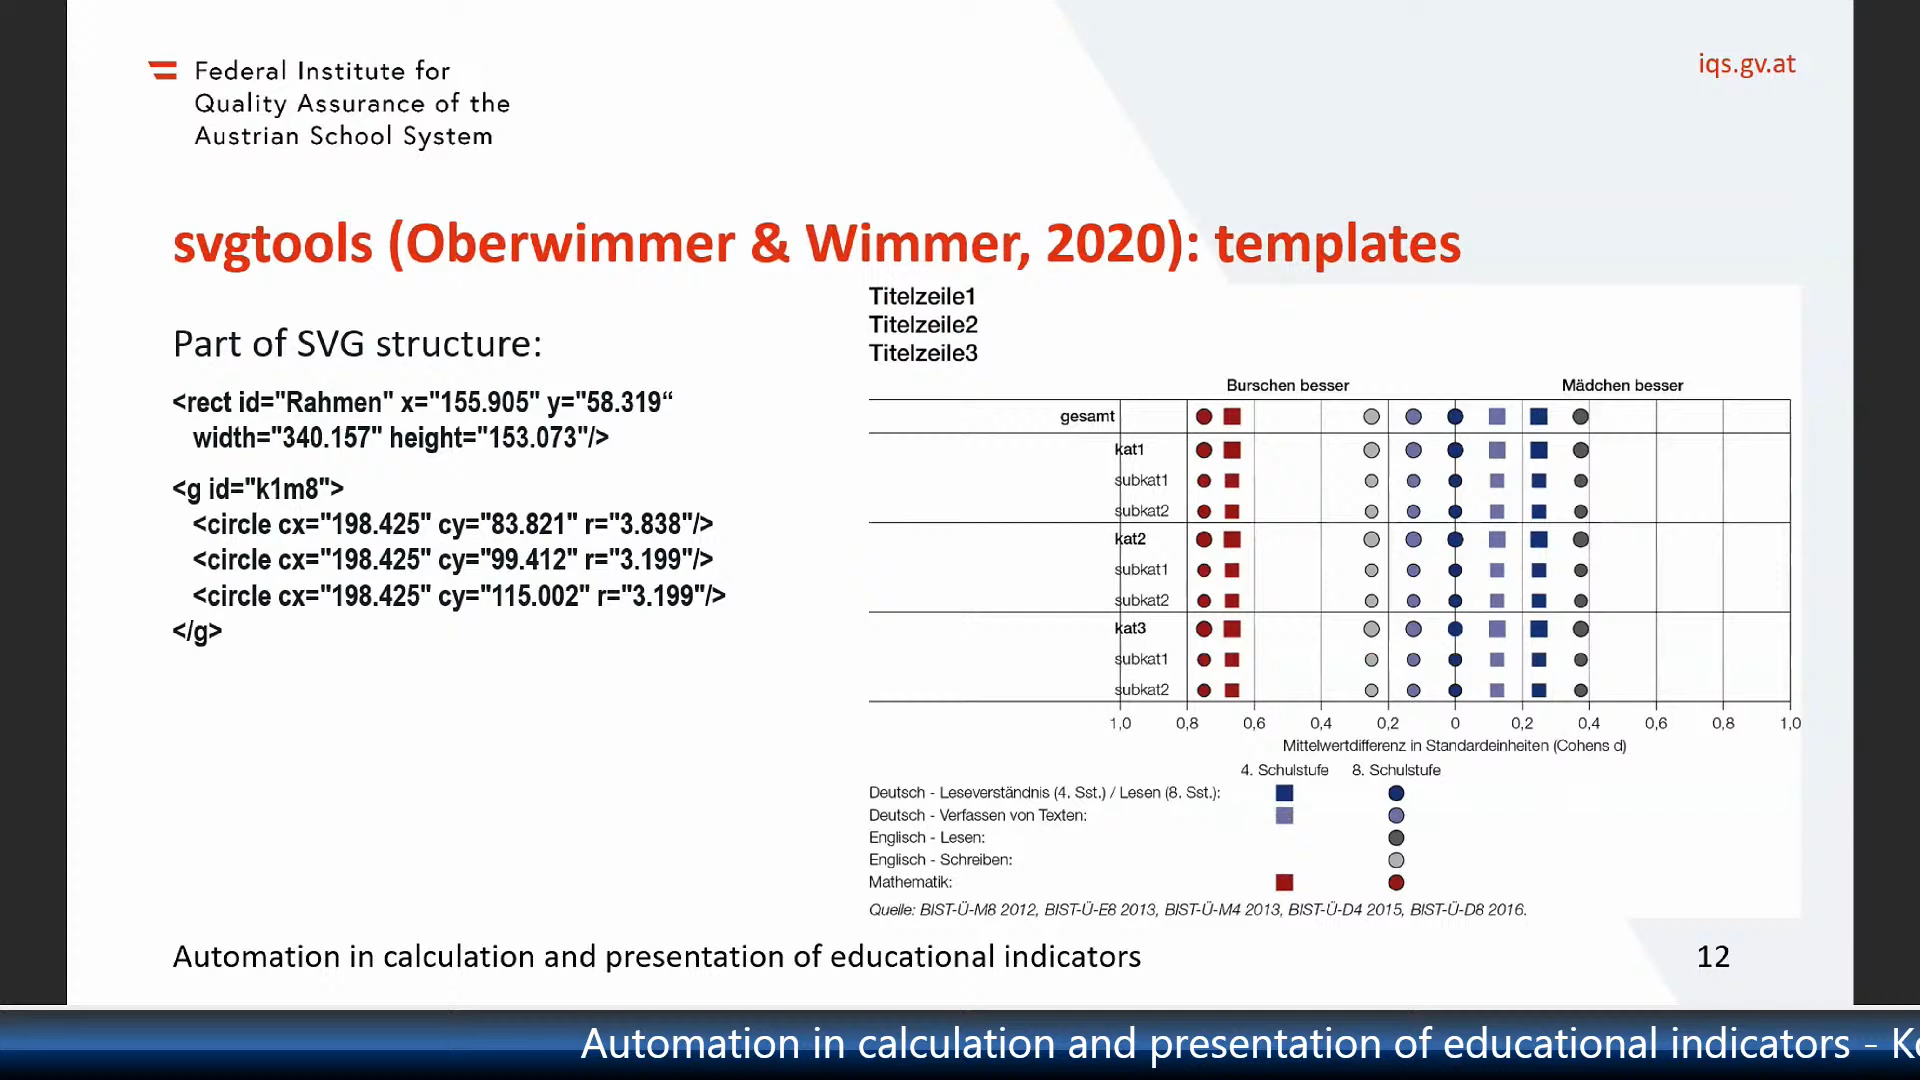 Federal Institute for
Quality Assurance of the
Austrian School System
iqs.gv.at
svgtools (Oberwimmer & Wimmer, 2020): templates
Part of SVG structure:
<rect id="Rahmen" x="155.905" y="58.319“
width="340.157" height="153.073"/>
<g id="k1m8">
<circle cx="198.425" cy="83.821" r="3.838"/>
<circle cx="198.425" cy="99.412" r="3.199"/>
<circle cx="198.425" cy="115.002" r="3.199"/>
</g>
Titelzeile1
Titelzeile2
Titelzeile3
Burschen besser Mädchen besser
gesamt
kat1
subkat1
subkat2
kat2
subkat1
subkat2
kat3
subkat1
subkat2
1,0 0,8 0,6 0,4 0,2 0 0,2 0,4 0,6 0,8 1,0
Mittelwertdifferenz in Standardeinheiten (Cohens d)
4. Schulstufe 8. Schulstufe
Deutsch - Leseverständnis (4. Sst.) / Lesen (8. Sst.):
Deutsch - Verfassen von Texten:
Englisch - Lesen:
Englisch - Schreiben:
Mathematik:
Quelle: BIST-Ü-M8 2012, BIST-Ü-E8 2013, BIST-Ü-M4 2013, BIST-Ü-D4 2015, BIST-Ü-D8 2016.
Automation in calculation and presentation of educational indicators 12
Automation in calculation and presentation of educational indicators - Ko